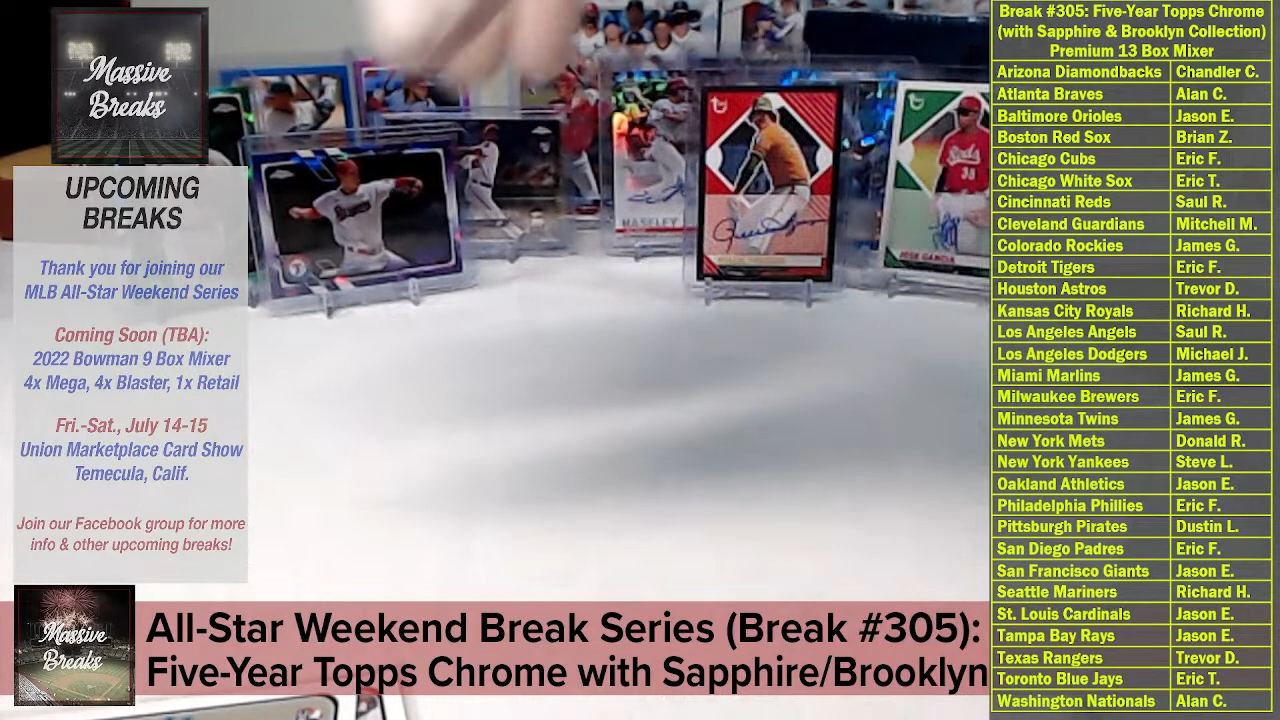 Massive
Breaks
UPCOMING
BREAKS
Thank you for joining our
MLB All-Star Weekend Series
Coming Soon (TBA):
2022 Bowman 9 Box Mixer
4x Mega, 4x Blaster, 1x Retail
Fri.-Sat., July 14-15
Union Marketplace Card Show
Temecula, Calif.
Join our Facebook group for more
info & other upcoming breaks!
HASELEY
JOSE GARCIA
Massive
Breaks
All-Star Weekend Break Series (Break #305):
Five-Year Topps Chrome with Sapphire/Brooklyn
Break #305: Five-Year Topps Chrome
(with Sapphire & Brooklyn Collection)
Premium 13 Box Mixer
Arizona Diamondbacks Chandler C.
Atlanta Braves Alan C.
Baltimore Orioles Jason E.
Boston Red Sox Brian Z.
Chicago Cubs Eric F.
Chicago White Sox Eric T.
Cincinnati Reds Saul R.
Cleveland Guardians Mitchell M.
Colorado Rockies James G.
Detroit Tigers Eric F.
Houston Astros Trevor D.
Kansas City Royals Richard H.
Los Angeles Angels Saul R.
Los Angeles Dodgers Michael J.
Miami Marlins James G.
Milwaukee Brewers Eric F.
Minnesota Twins James G.
New York Mets Donald R.
New York Yankees Steve L.
Oakland Athletics Jason E.
Philadelphia Phillies Eric F.
Pittsburgh Pirates Dustin L.
San Diego Padres Eric F.
San Francisco Giants Jason E.
Seattle Mariners Richard H.
St. Louis Cardinals Jason E.
Tampa Bay Rays Jason E.
Texas Rangers Trevor D.
Toronto Blue Jays Eric T.
Washington Nationals Alan C.